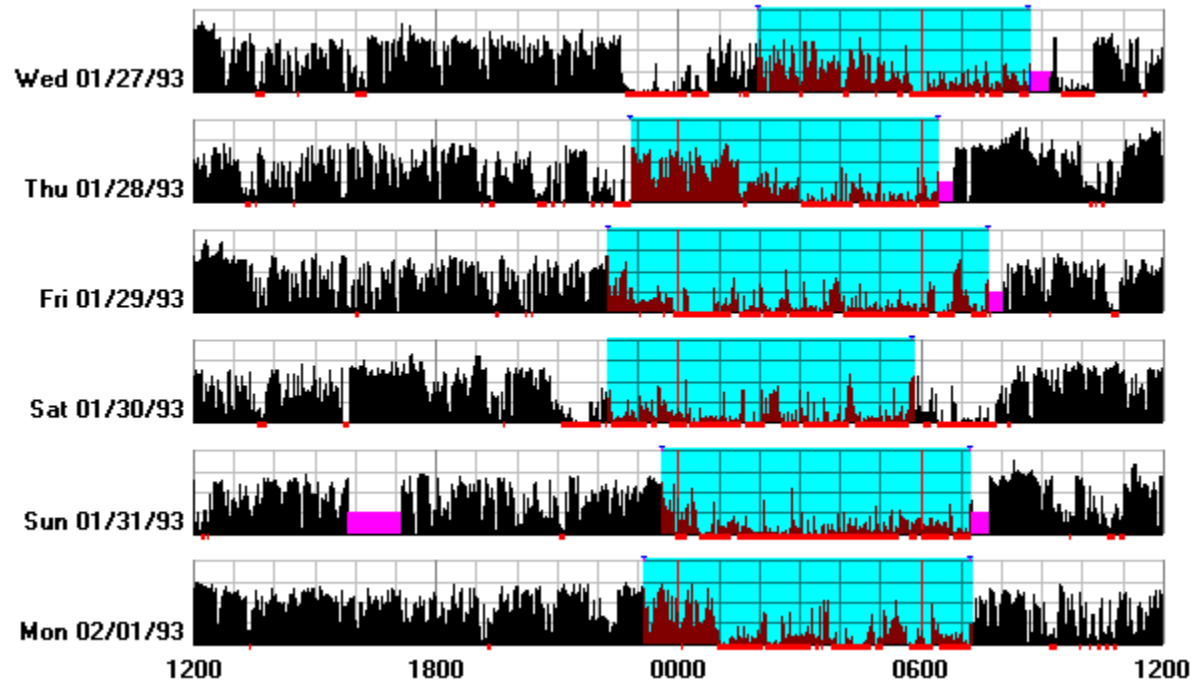 Wed 01/27/93
Thu 01/28/93
Fri 01/29/93
Sat 01/30/93
Sun 01/31/93
Mon 02/01/93
1200 1800 0000 0600 1200